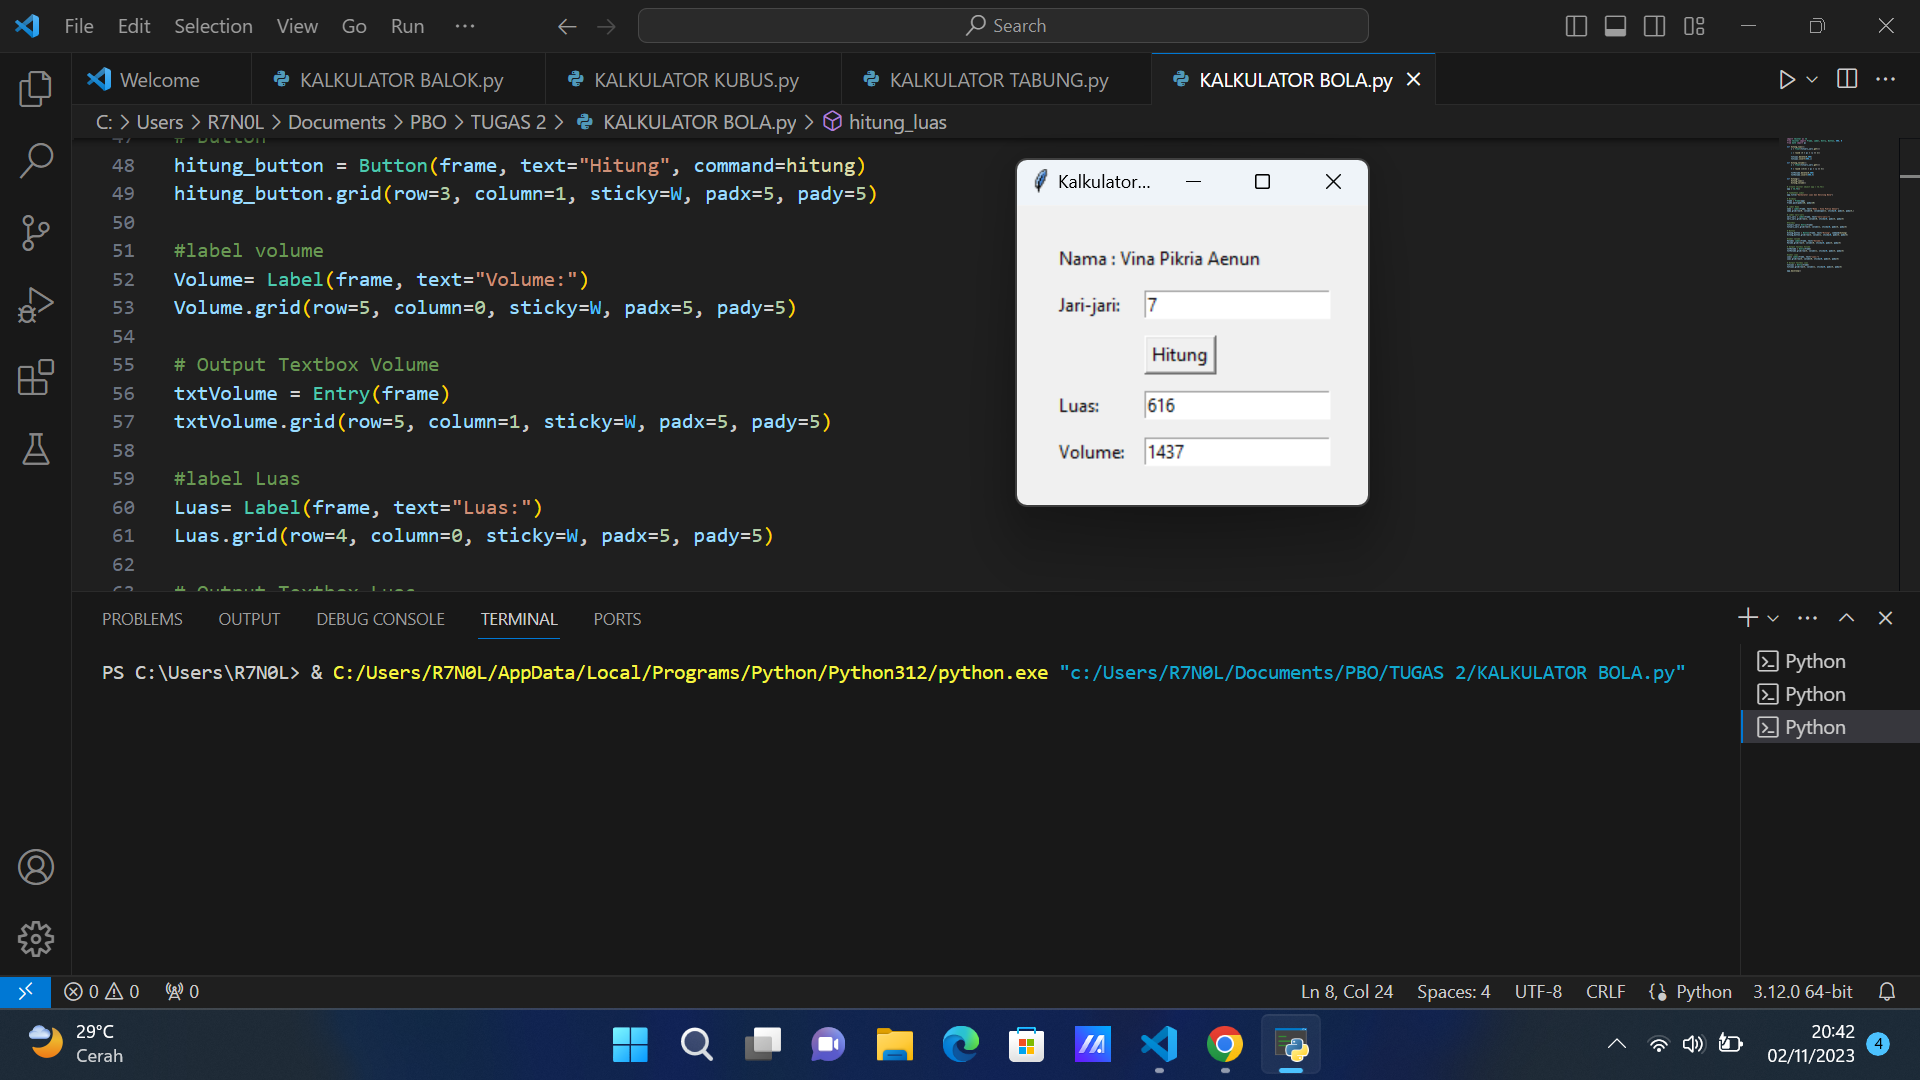 File Edit Selection View Go Run ··· Search
Welcome KALKULATOR BALOK.py KALKULATOR KUBUS.py KALKULATOR TABUNG.py KALKULATOR BOLA.py
C: > Users > R7N0L > Documents > PBO > TUGAS 2 > KALKULATOR BOLA.py > hitung_luas
47 # Button
48 hitung_button = Button(frame, text="Hitung", command=hitung)
49 hitung_button.grid(row=3, column=1, sticky=W, padx=5, pady=5)
50
51 #label volume
52 Volume= Label(frame, text="Volume:")
53 Volume.grid(row=5, column=0, sticky=W, padx=5, pady=5)
54
55 # Output Textbox Volume
56 txtVolume = Entry(frame)
57 txtVolume.grid(row=5, column=1, sticky=W, padx=5, pady=5)
58
59 #label Luas
60 Luas= Label(frame, text="Luas:")
61 Luas.grid(row=4, column=0, sticky=W, padx=5, pady=5)
62
63 # Output Textbox Luas
Kalkulator...
Nama : Vina Pikria Aenun
Jari-jari: 7
Hitung
Luas: 616
Volume: 1437
PROBLEMS OUTPUT DEBUG CONSOLE TERMINAL PORTS
PS C:\Users\R7N0L> & C:/Users/R7N0L/AppData/Local/Programs/Python/Python312/python.exe "c:/Users/R7N0L/Documents/PBO/TUGAS 2/KALKULATOR BOLA.py"
Python
Python
Python
0 0 0 Ln 8, Col 24 Spaces: 4 UTF-8 CRLF Python 3.12.0 64-bit
29°C
Cerah
20:42
02/11/2023
4